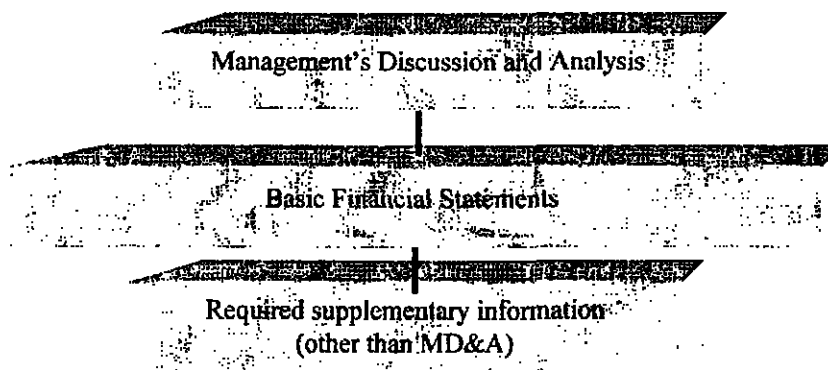 Management's Discussion and Analysis
Basic Financial Statements
Required supplementary information
(other than MD&A)